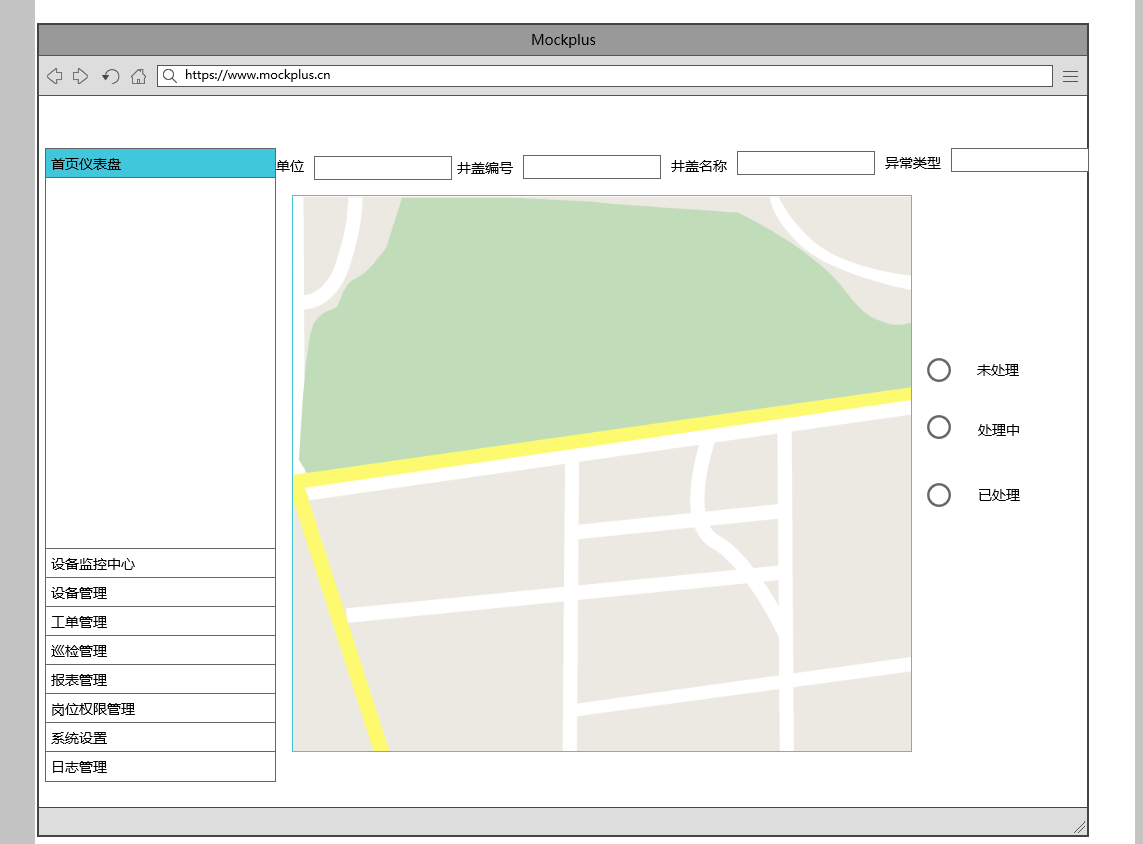 Mockplus
https://www.mockplus.cn
首页仪表盘
单位
井盖编号
井盖名称
异常类型
未处理
处理中
已处理
设备监控中心
设备管理
工单管理
巡检管理
报表管理
岗位权限管理
系统设置
日志管理